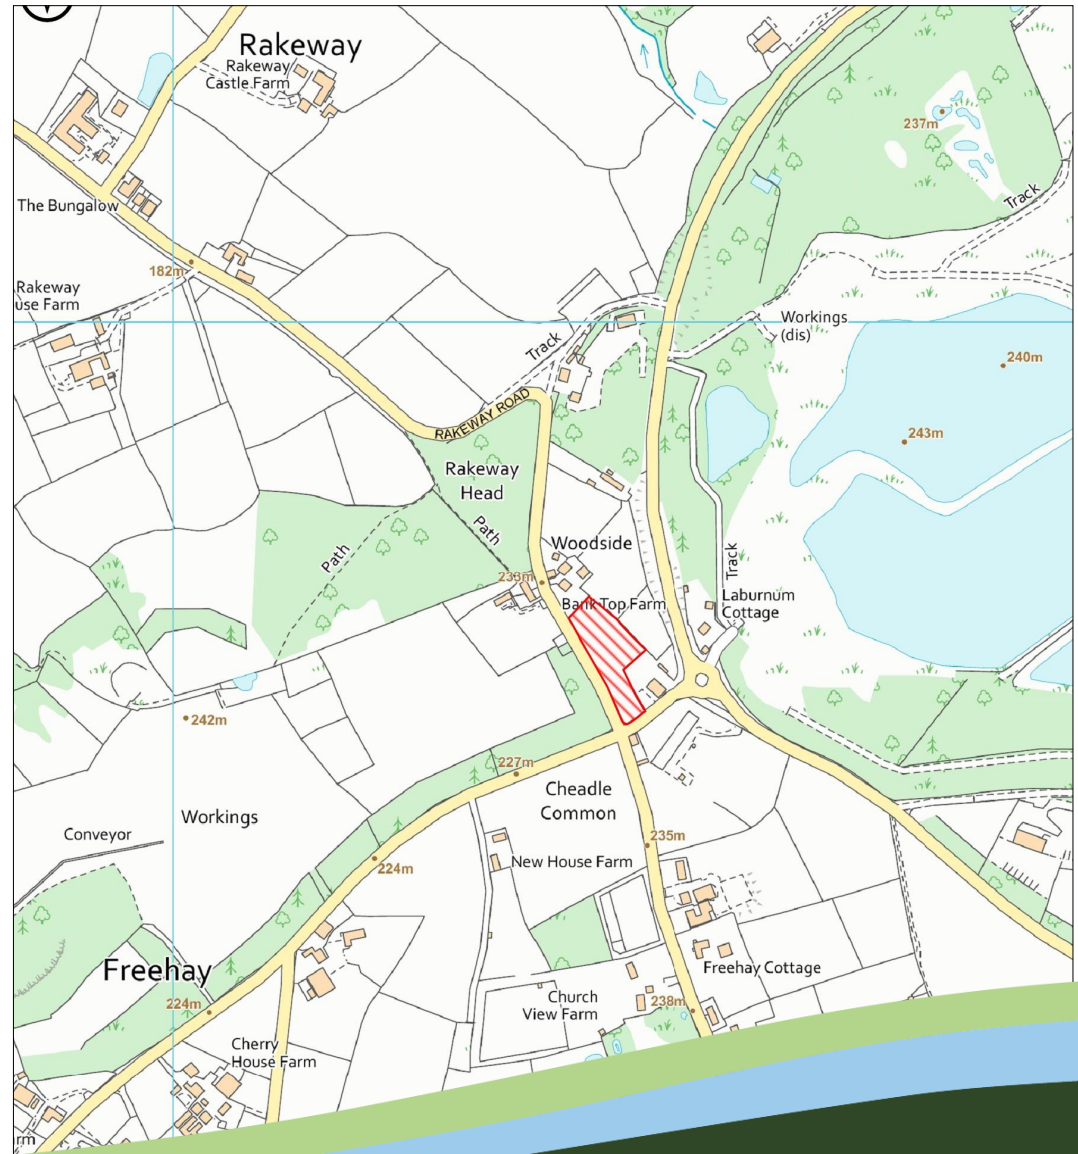 Rakeway
Rakeway
Castle Farm
237m
Track
The Bungalow
182m
Rakeway
use Farm
Workings
(dis)
Track
240m
RAKEWAY ROAD
243m
Rakeway
Head
Path
Path
Woodside
Track
233m
Bank Top Farm
Laburnum
Cottage
242m
227m
Cheadle
Common
Workings
Conveyor
235m
New House Farm
224m
Freehay
Freehay Cottage
224m
Church
View Farm
238m
Cherry
House Farm
rm